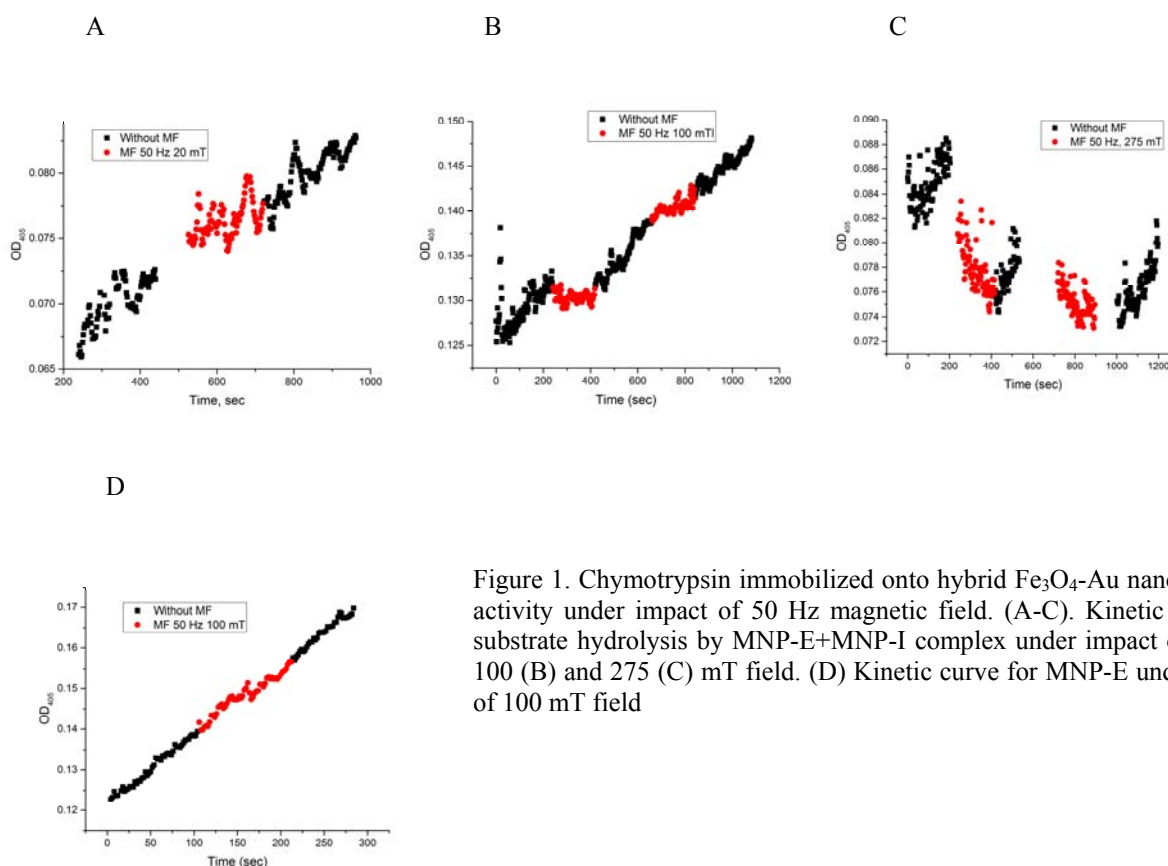 A
B
C
Without MF
MF 50 Hz 20 mT
0.080
0.075
0.070
0.065
OD405
200
400
600
800
1000
Time, sec
Without MF
MF 50 Hz 100 mTl
0.150
0.145
0.140
0.135
0.130
0.125
OD405
0
200
400
600
800
1000
1200
Time (sec)
Without MF
MF 50 Hz, 275 mT
0.090
0.088
0.086
0.084
0.082
0.080
0.078
0.076
0.074
0.072
OD405
0
200
400
600
800
1000
1200
Time (sec)
D
Without MF
MF 50 Hz 100 mT
0.17
0.16
0.15
0.14
0.13
0.12
OD405
0
50
100
150
200
250
300
Time (sec)
Figure 1. Chymotrypsin immobilized onto hybrid Fe₃O₄-Au nano
activity under impact of 50 Hz magnetic field. (A-C). Kinetic
substrate hydrolysis by MNP-E+MNP-I complex under impact
100 (B) and 275 (C) mT field. (D) Kinetic curve for MNP-E und
of 100 mT field